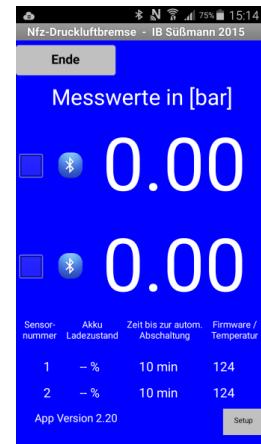 75% 15:14
Nfz-Druckluftbremse - IB Süßmann 2015
Ende
Messwerte in [bar]
0.00
0.00
Sensor-nummer Akku Ladezustand Zeit bis zur autom. Abschaltung Firmware / Temperatur
1 -- % 10 min 124
2 -- % 10 min 124
App Version 2.20
Setup